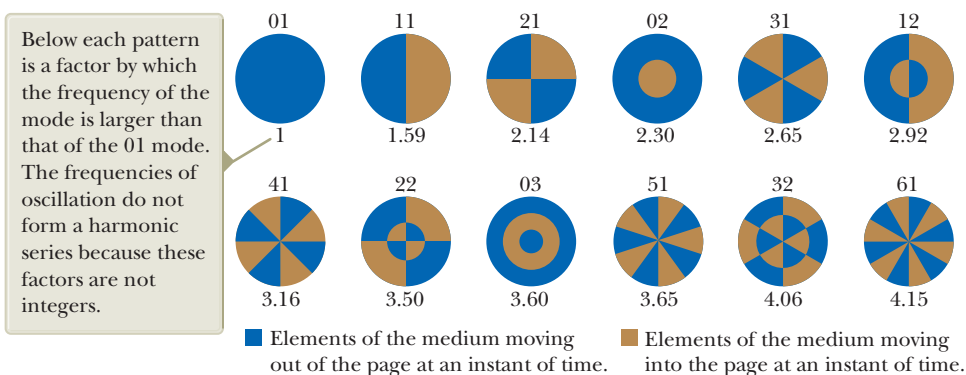 Below each pattern
is a factor by which
the frequency of the
mode is larger than
that of the 01 mode.
The frequencies of
oscillation do not
form a harmonic
series because these
factors are not
integers.
01 11 21 02 31 12
1 1.59 2.14 2.30 2.65 2.92
41 22 03 51 32 61
3.16 3.50 3.60 3.65 4.06 4.15
Elements of the medium moving
out of the page at an instant of time.
Elements of the medium moving
into the page at an instant of time.